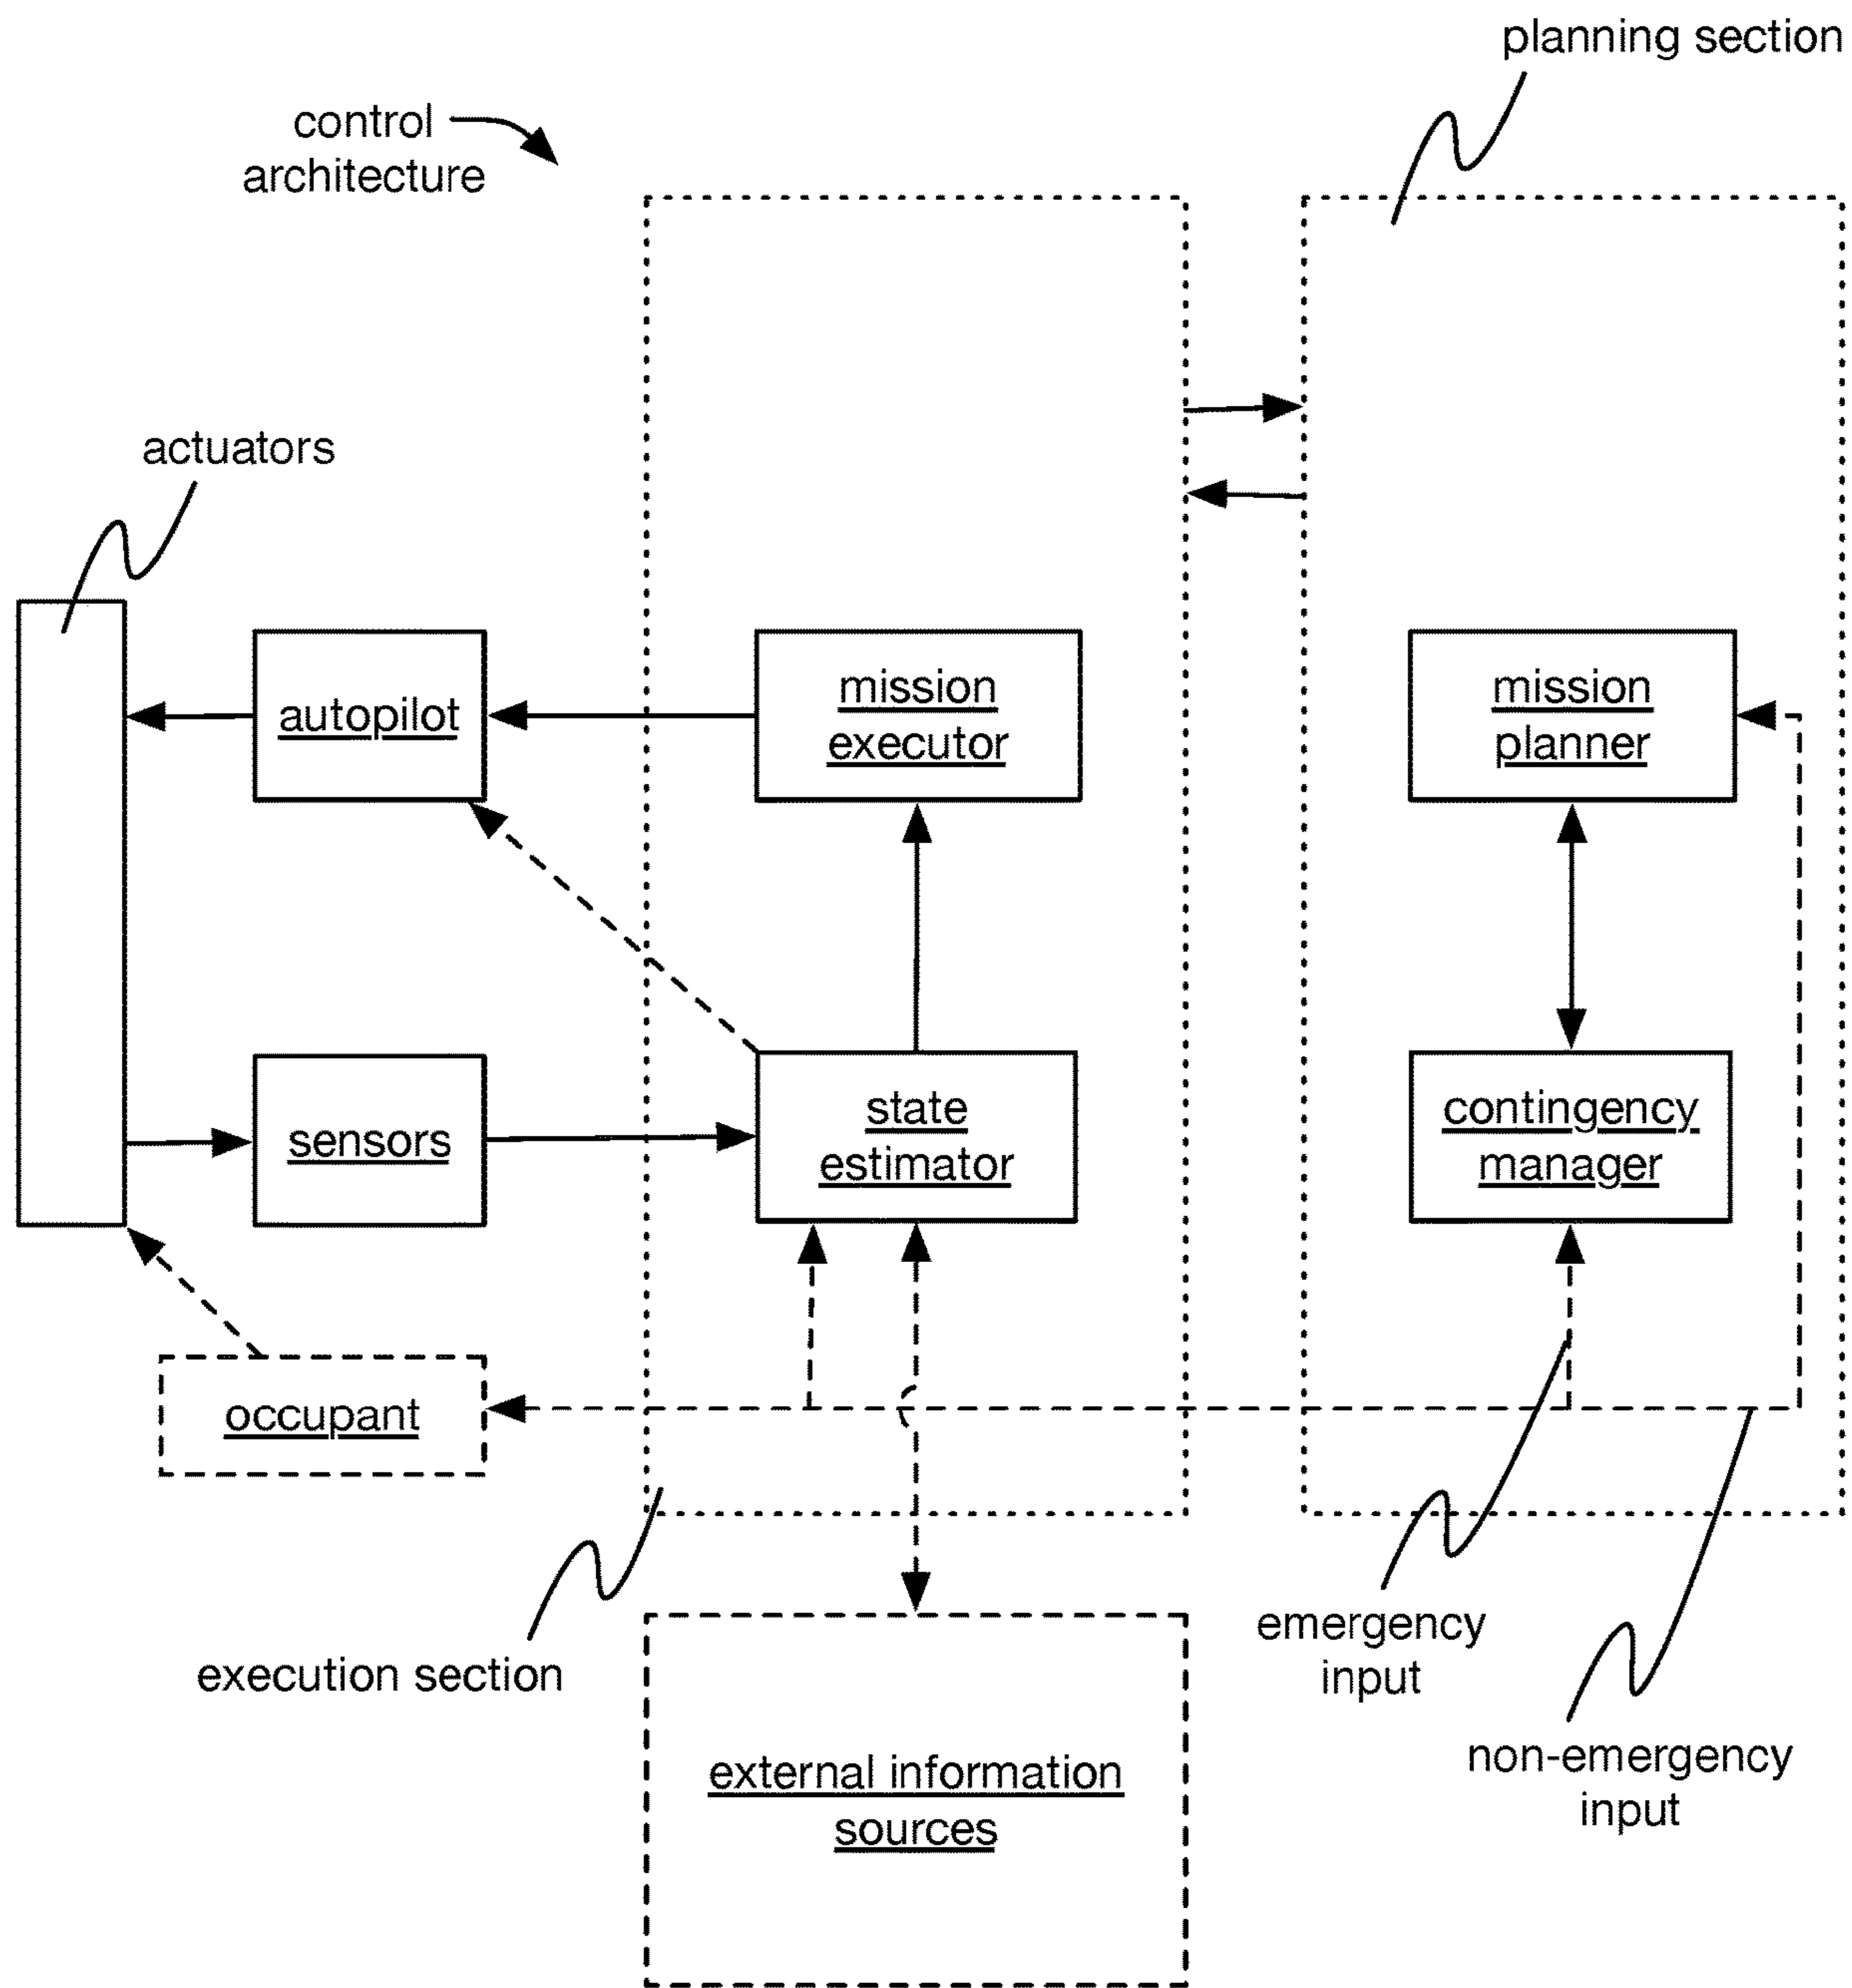 planning section
control
architecture
actuators
autopilot
mission
executor
mission
planner
sensors
state
estimator
contingency
manager
occupant
execution section
emergency
input
non-emergency
input
external information
sources